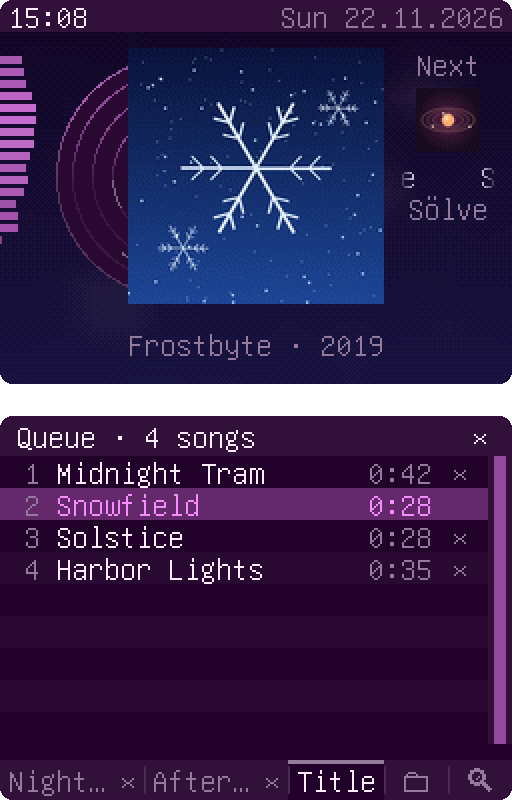 15:08 Sun 22.11.2026
Next
e S
Sölve
Frostbyte · 2019
Queue · 4 songs ×
1 Midnight Tram 0:42 ×
2 Snowfield 0:28
3 Solstice 0:28 ×
4 Harbor Lights 0:35 ×
Night… × After… × Title